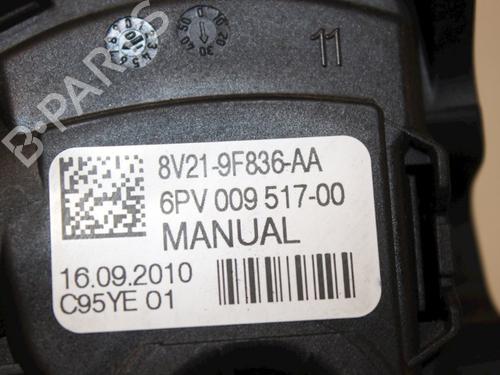 B-PARTS
11
8V21-9F836-AA
6PV 009 517-00
MANUAL
16.09.2010
C95YE 01